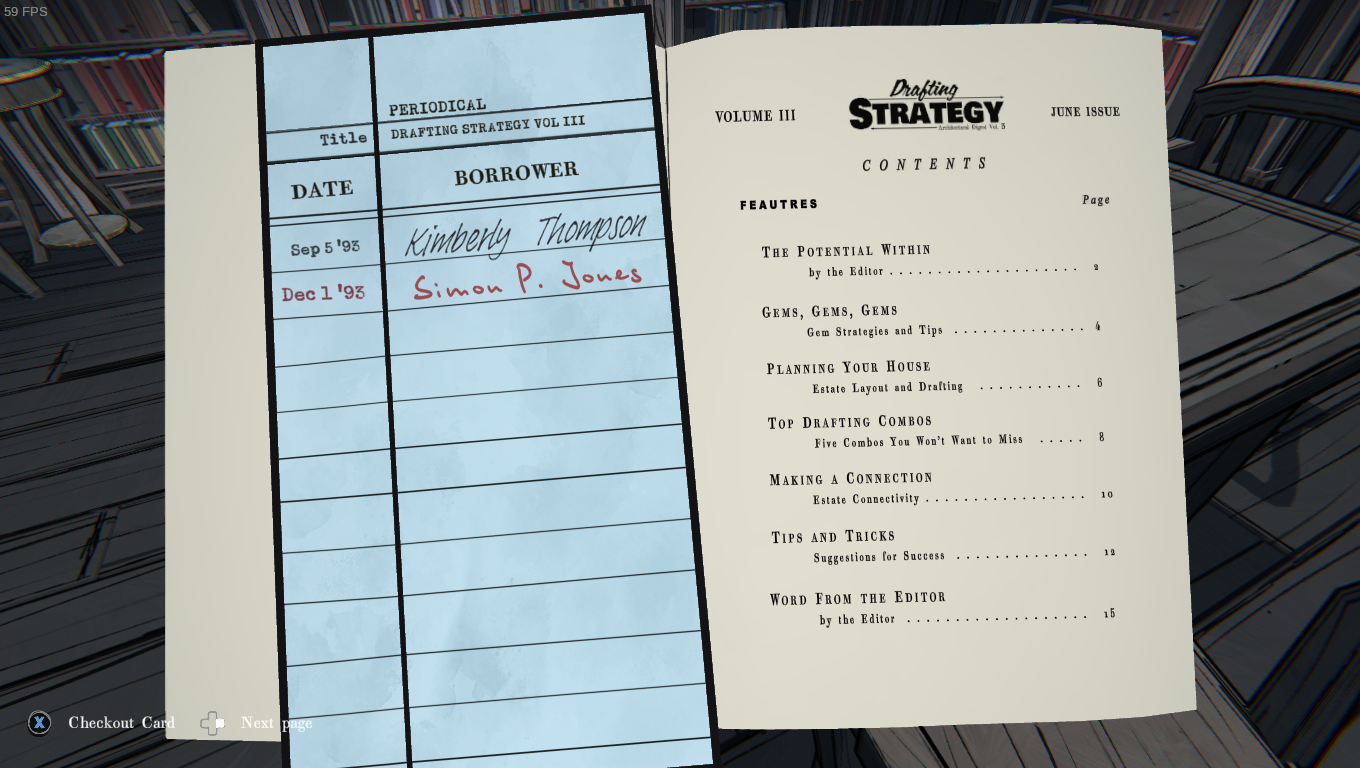 59 FPS
PERIODICAL
Title DRAFTING STRATEGY VOL III
DATE BORROWER
Sep 5 '93 Kimberly Thompson
Dec 1 '93 Simon P. Jones
VOLUME III
Drafting
STRATEGY
Architectural Digest Vol. 3
JUNE ISSUE
CONTENTS
FEAUTRES Page
THE POTENTIAL WITHIN
by the Editor . . . . . . . . . . . . . . . . . . . . 2
GEMS, GEMS, GEMS
Gem Strategies and Tips . . . . . . . . . . . . . . 4
PLANNING YOUR HOUSE
Estate Layout and Drafting . . . . . . . . . . . 6
TOP DRAFTING COMBOS
Five Combos You Won't Want to Miss . . . . . 8
MAKING A CONNECTION
Estate Connectivity . . . . . . . . . . . . . . . . . 10
TIPS AND TRICKS
Suggestions for Success . . . . . . . . . . . . . . 12
WORD FROM THE EDITOR
by the Editor . . . . . . . . . . . . . . . . . . . 15
X Checkout Card Next page